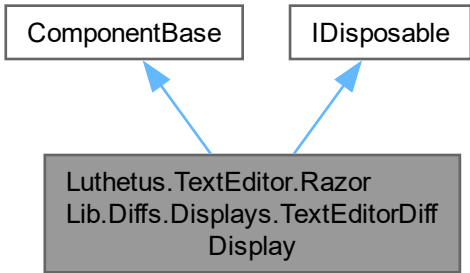 ComponentBase
IDisposable
Luthetus.TextEditor.Razor
Lib.Diffs.Displays.TextEditorDiff
Display